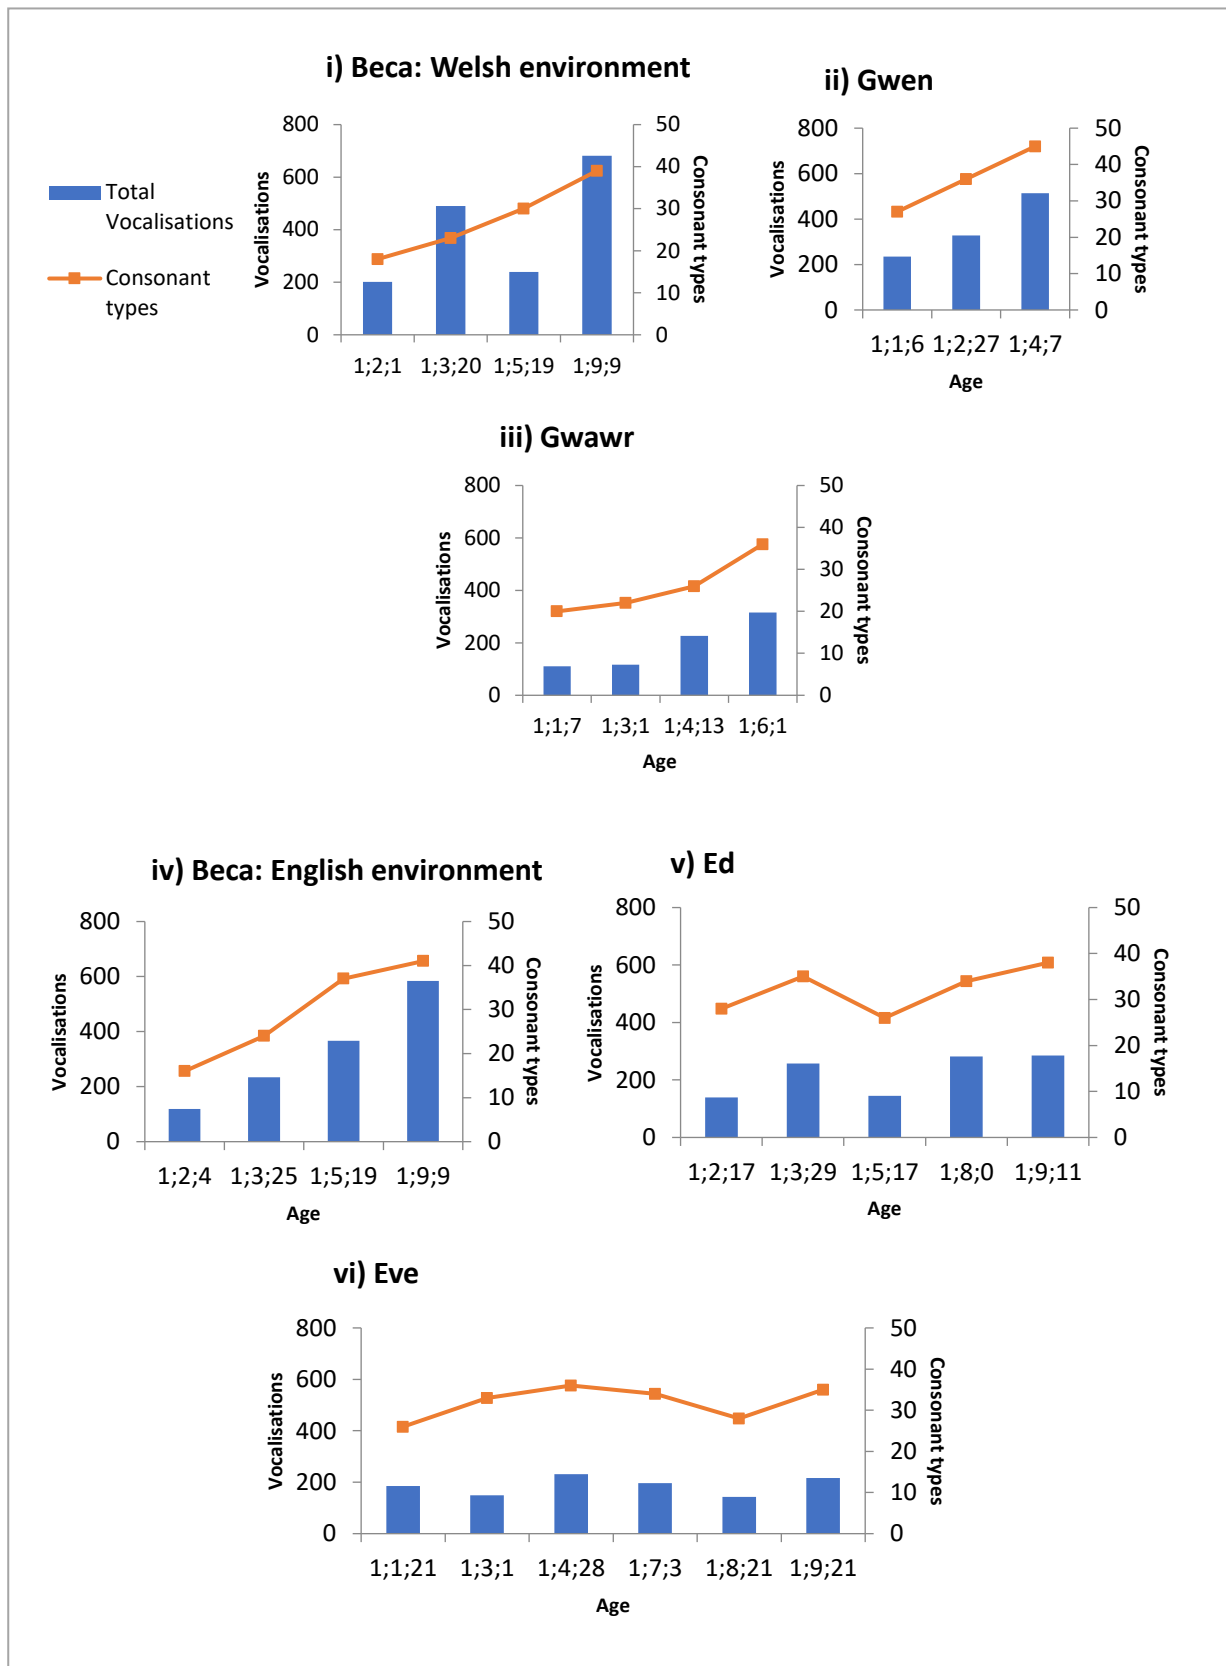 i) Beca: Welsh environment
Total
Vocalisations
Consonant
types
Vocalisations
800
600
400
200
0
50
40
30
20
10
0
Consonant types
1;2;1 1;3;20 1;5;19 1;9;9
ii) Gwen
Vocalisations
800
600
400
200
0
50
40
30
20
10
0
Consonant types
1;1;6 1;2;27 1;4;7
Age
iii) Gwawr
Vocalisations
800
600
400
200
0
50
40
30
20
10
0
Consonant types
1;1;7 1;3;1 1;4;13 1;6;1
Age
iv) Beca: English environment
Vocalisations
800
600
400
200
0
50
40
30
20
10
0
Consonant types
1;2;4 1;3;25 1;5;19 1;9;9
Age
v) Ed
Vocalisations
800
600
400
200
0
50
40
30
20
10
0
Consonant types
1;2;17 1;3;29 1;5;17 1;8;0 1;9;11
Age
vi) Eve
Vocalisations
800
600
400
200
0
50
40
30
20
10
0
Consonant types
1;1;21 1;3;1 1;4;28 1;7;3 1;8;21 1;9;21
Age